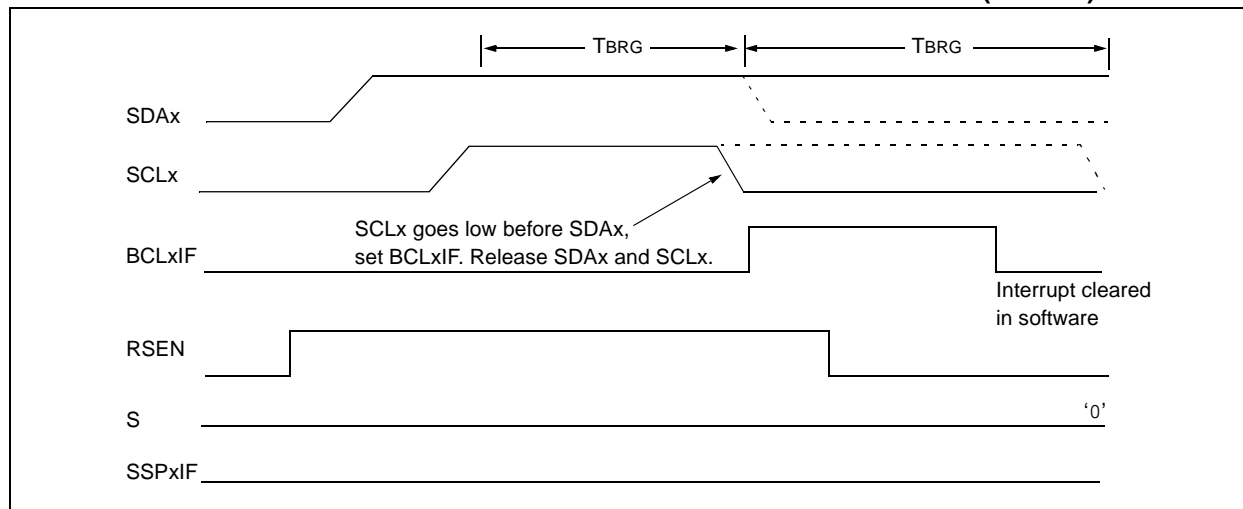 TBRG TBRG
SDAx
SCLx
SCLx goes low before SDAx,
set BCLxIF. Release SDAx and SCLx.
BCLxIF
Interrupt cleared
in software
RSEN
S ‘0’
SSPxIF